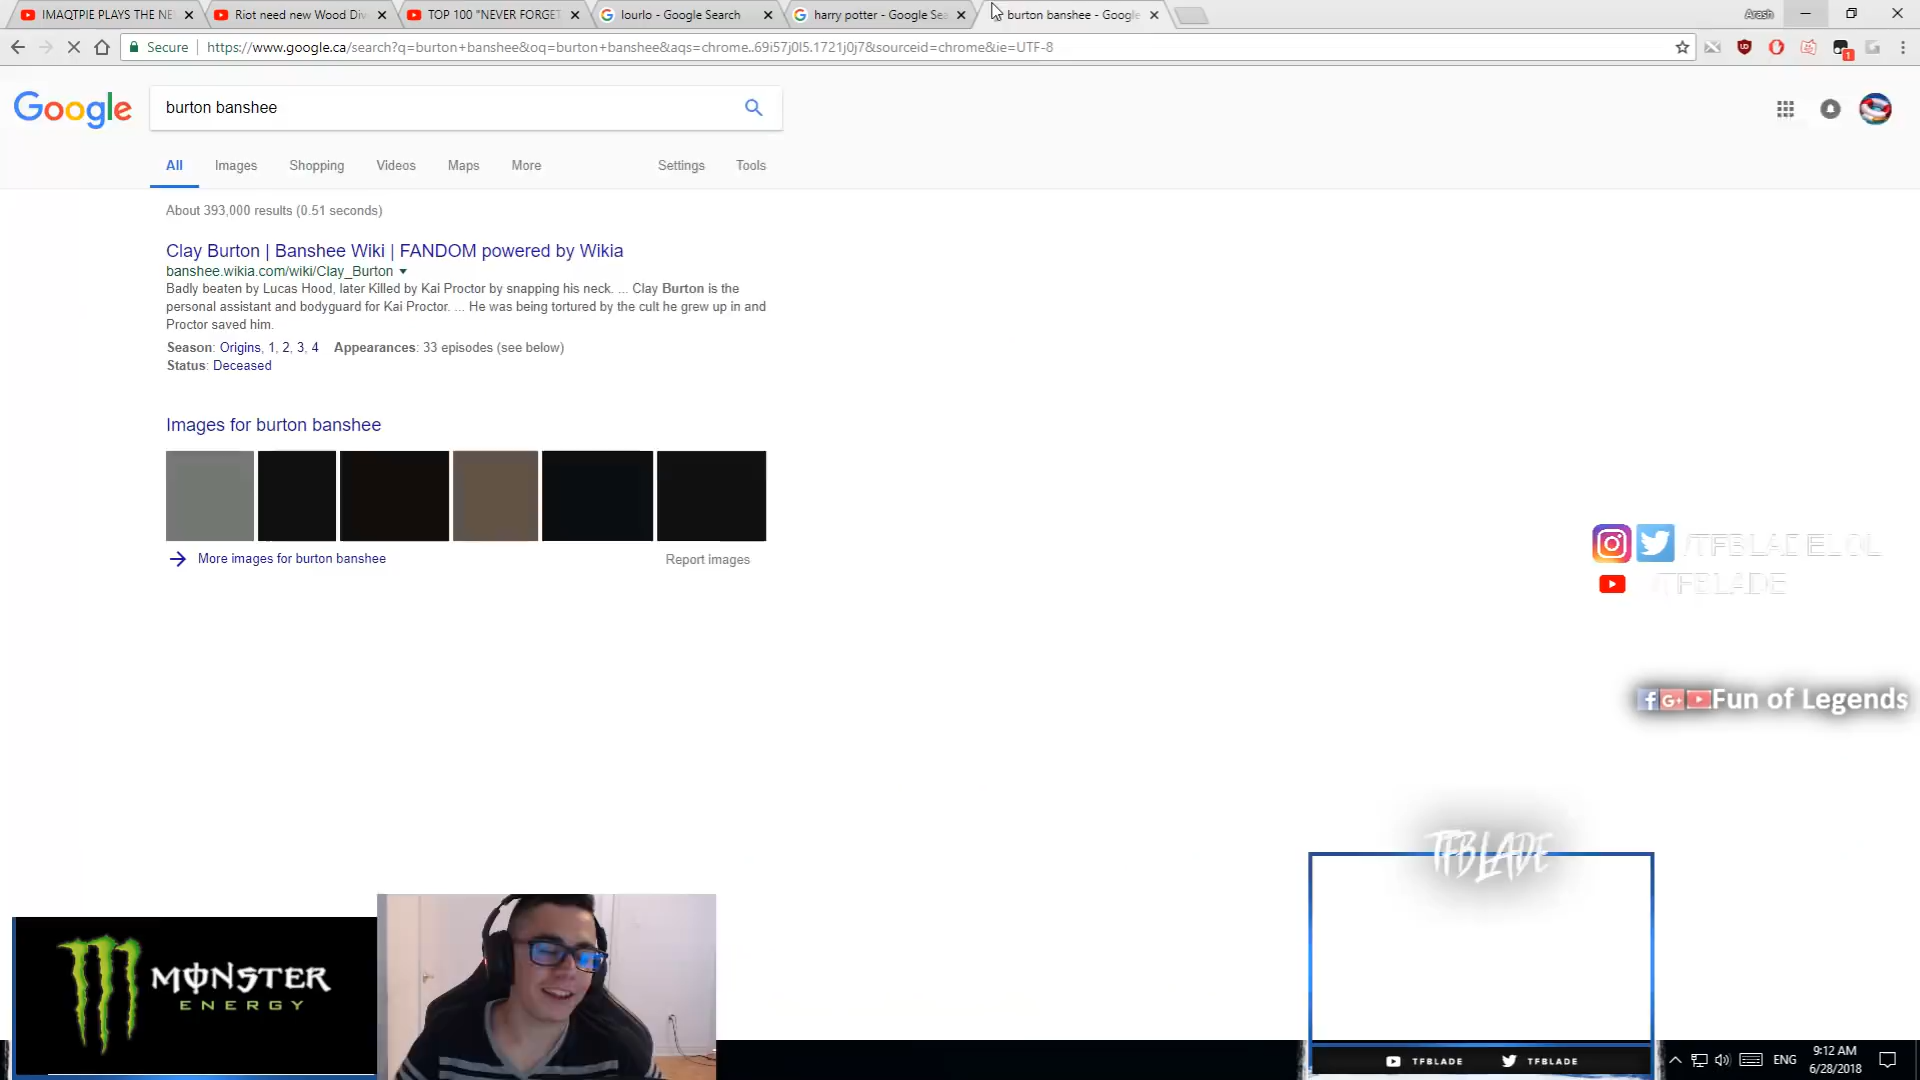 IMAQTPIE PLAYS THE NE
Riot need new Wood Div
TOP 100 "NEVER FORGET
lourlo - Google Search
harry potter - Google Sea
burton banshee - Google
Arash
Secure
https://www.google.ca/search?q=burton+banshee&oq=burton+banshee&aqs=chrome..69i57j0l5.1721j0j7&sourceid=chrome&ie=UTF-8
1
Google
burton banshee
All Images Shopping Videos Maps More Settings Tools
About 393,000 results (0.51 seconds)
Clay Burton | Banshee Wiki | FANDOM powered by Wikia
banshee.wikia.com/wiki/Clay_Burton
Badly beaten by Lucas Hood, later Killed by Kai Proctor by snapping his neck. ... Clay Burton is the
personal assistant and bodyguard for Kai Proctor. ... He was being tortured by the cult he grew up in and
Proctor saved him.
Season: Origins, 1, 2, 3, 4 Appearances: 33 episodes (see below)
Status: Deceased
Images for burton banshee
More images for burton banshee
Report images
/TFBLADELOL
/TFBLADE
Fun of Legends
TFBLADE
MONSTER
ENERGY
TFBLADE TFBLADE
ENG
9:12 AM
6/28/2018